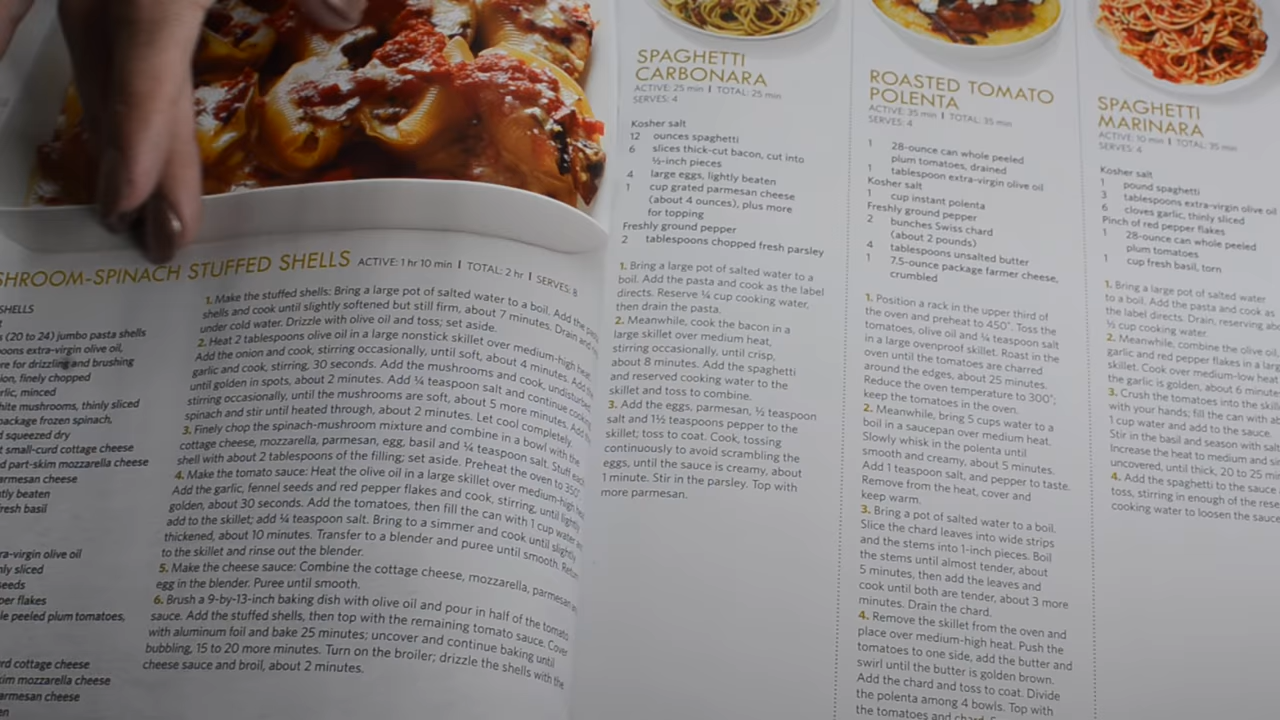 SHROOM-SPINACH STUFFED SHELLS ACTIVE: 1 hr 10 min | TOTAL: 2 hr | SERVES: 8
SHELLS
(20 to 24) jumbo pasta shells
extra-virgin olive oil,
for drizzling and brushing
finely chopped
minced
mushrooms, thinly sliced
package frozen spinach,
squeezed dry
small-curd cottage cheese
part-skim mozzarella cheese
cheese
beaten
basil
olive oil
sliced
flakes
peeled plum tomatoes,
cottage cheese
mozzarella cheese
cheese
1. Make the stuffed shells: Bring a large pot of salted water to a boil. Add the
shells and cook until slightly softened but still firm, about 7 minutes. Drain and
under cold water. Drizzle with olive oil and toss; set aside.
2. Heat 2 tablespoons olive oil in a large nonstick skillet over medium-high heat.
Add the onion and cook, stirring occasionally, until soft, about 4 minutes. Add
garlic and cook, stirring, 30 seconds. Add the mushrooms and cook, undisturbed,
until golden in spots, about 2 minutes. Add ¼ teaspoon salt and continue cooking,
stirring occasionally, until the mushrooms are soft, about 5 more minutes. Add
spinach and stir until heated through, about 2 minutes. Let cool completely.
3. Finely chop the spinach-mushroom mixture and combine in a bowl with the
cottage cheese, mozzarella, parmesan, egg, basil and ¼ teaspoon salt. Stuff each
shell with about 2 tablespoons of the filling; set aside. Preheat the oven to 350°.
4. Make the tomato sauce: Heat the olive oil in a large skillet over medium-high
Add the garlic, fennel seeds and red pepper flakes and cook, stirring, until lightly
golden, about 30 seconds. Add the tomatoes, then fill the can with 1 cup water and
add to the skillet; add ¼ teaspoon salt. Bring to a simmer and cook until slightly
thickened, about 10 minutes. Transfer to a blender and puree until smooth. Return
to the skillet and rinse out the blender.
5. Make the cheese sauce: Combine the cottage cheese, mozzarella, parmesan
egg in the blender. Puree until smooth.
6. Brush a 9-by-13-inch baking dish with olive oil and pour in half of the tomato
sauce. Add the stuffed shells, then top with the remaining tomato sauce. Cover
with aluminum foil and bake 25 minutes; uncover and continue baking until
bubbling, 15 to 20 more minutes. Turn on the broiler; drizzle the shells with the
cheese sauce and broil, about 2 minutes.
SPAGHETTI
CARBONARA
ACTIVE: 25 min | TOTAL: 25 min
SERVES: 4
Kosher salt
12 ounces spaghetti
6 slices thick-cut bacon, cut into
½-inch pieces
4 large eggs, lightly beaten
1 cup grated parmesan cheese
(about 4 ounces), plus more
for topping
Freshly ground pepper
2 tablespoons chopped fresh parsley
1. Bring a large pot of salted water to a
boil. Add the pasta and cook as the label
directs. Reserve ¼ cup cooking water,
then drain the pasta.
2. Meanwhile, cook the bacon in a
large skillet over medium heat,
stirring occasionally, until crisp,
about 8 minutes. Add the spaghetti
and reserved cooking water to the
skillet and toss to combine.
3. Add the eggs, parmesan, ½ teaspoon
salt and 1½ teaspoons pepper to the
skillet; toss to coat. Cook, tossing
continuously to avoid scrambling the
eggs, until the sauce is creamy, about
1 minute. Stir in the parsley. Top with
more parmesan.
ROASTED TOMATO
POLENTA
ACTIVE: 35 min | TOTAL: 35 min
SERVES: 4
1 28-ounce can whole peeled
plum tomatoes, drained
1 tablespoon extra-virgin olive oil
Kosher salt
1 cup instant polenta
Freshly ground pepper
2 bunches Swiss chard
(about 2 pounds)
4 tablespoons unsalted butter
1 7.5-ounce package farmer cheese,
crumbled
1. Position a rack in the upper third of
the oven and preheat to 450°. Toss the
tomatoes, olive oil and ¼ teaspoon salt
in a large ovenproof skillet. Roast in the
oven until the tomatoes are charred
around the edges, about 25 minutes.
Reduce the oven temperature to 300°;
keep the tomatoes in the oven.
2. Meanwhile, bring 5 cups water to a
boil in a saucepan over medium heat.
Slowly whisk in the polenta until
smooth and creamy, about 5 minutes.
Add 1 teaspoon salt, and pepper to taste.
Remove from the heat, cover and
keep warm.
3. Bring a pot of salted water to a boil.
Slice the chard leaves into wide strips
and the stems into 1-inch pieces. Boil
the stems until almost tender, about
5 minutes, then add the leaves and
cook until both are tender, about 3 more
minutes. Drain the chard.
4. Remove the skillet from the oven and
place over medium-high heat. Push the
tomatoes to one side, add the butter and
swirl until the butter is golden brown.
Add the chard and toss to coat. Divide
the polenta among 4 bowls. Top with
the tomatoes and chard.
SPAGHETTI
MARINARA
ACTIVE: 10 min | TOTAL: 35 min
SERVES: 4
Kosher salt
1 pound spaghetti
3 tablespoons extra-virgin olive oil
6 cloves garlic, thinly sliced
Pinch of red pepper flakes
1 28-ounce can whole peeled
plum tomatoes
1 cup fresh basil, torn
1. Bring a large pot of salted water
to a boil. Add the pasta and cook as
the label directs. Drain, reserving
½ cup cooking water.
2. Meanwhile, combine the olive oil,
garlic and red pepper flakes in a large
skillet. Cook over medium-low heat
the garlic is golden, about 6 minutes
3. Crush the tomatoes into the skillet
with your hands; fill the can with
1 cup water and add to the sauce.
Stir in the basil and season with salt
Increase the heat to medium and
uncovered, until thick, 20 to 25
4. Add the spaghetti to the sauce
toss, stirring in enough of the
cooking water to loosen the sauce